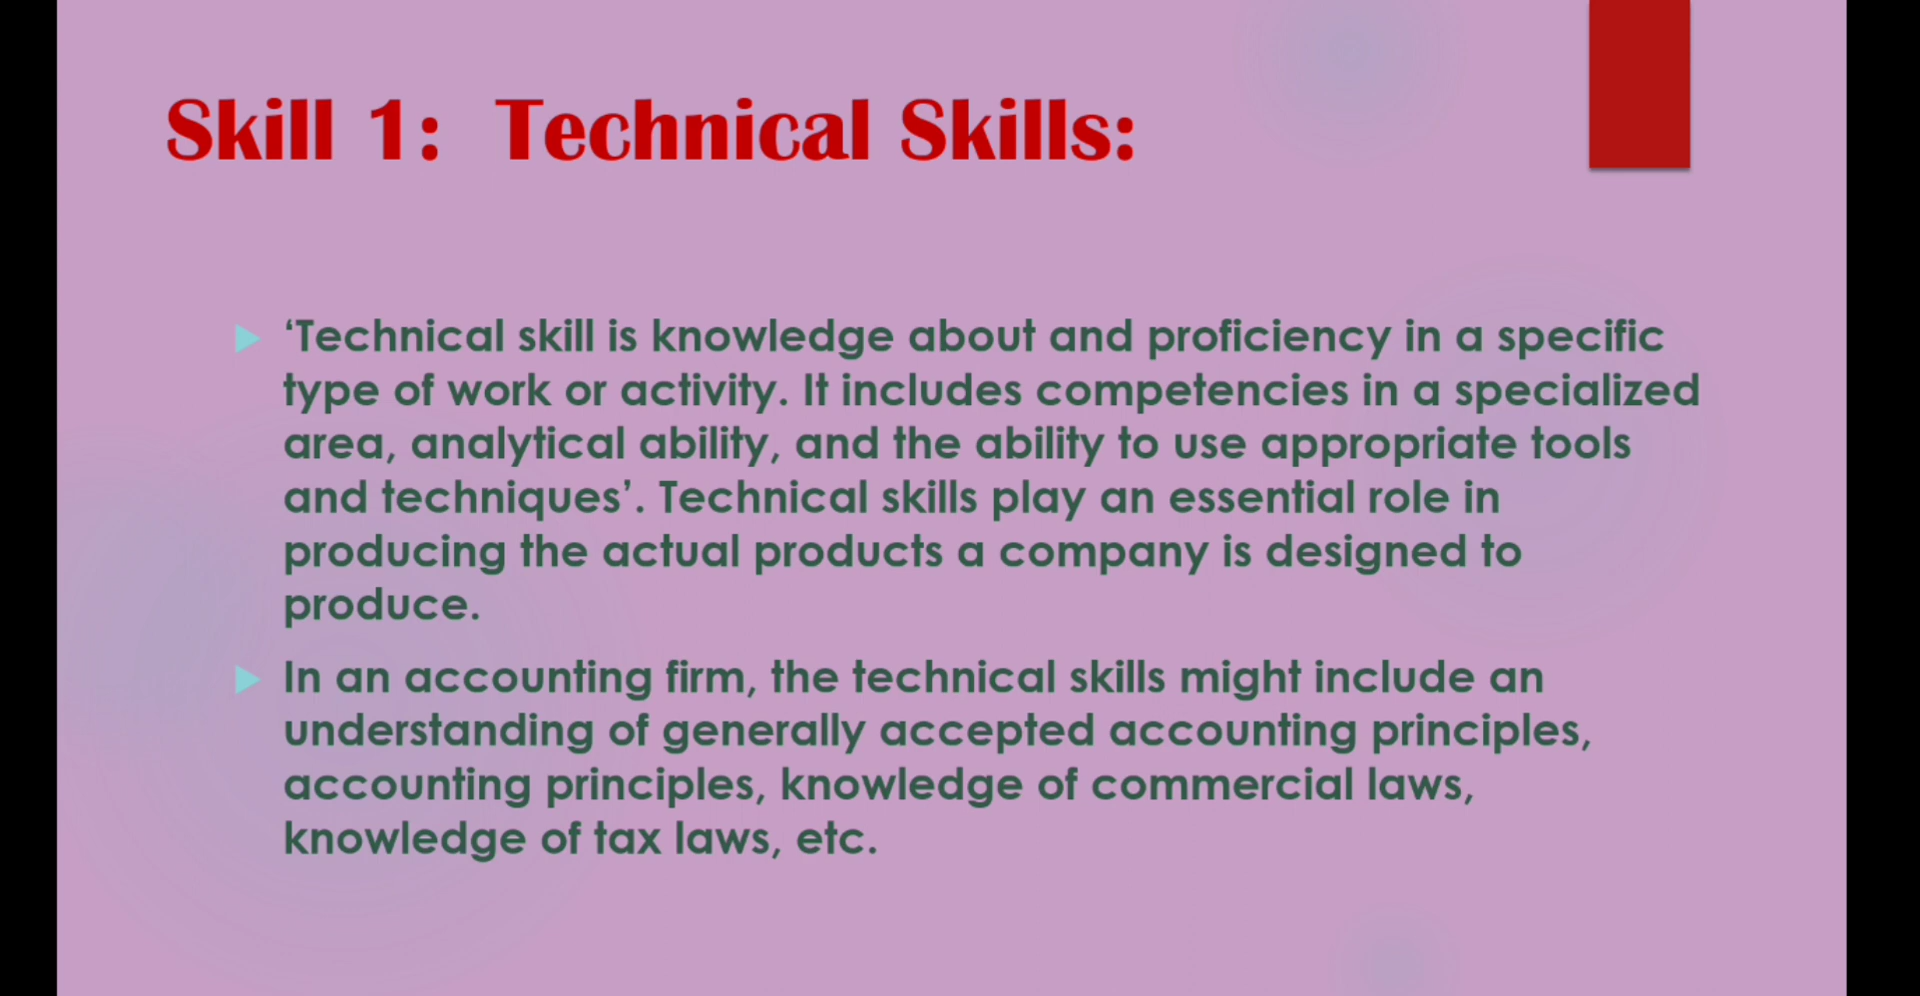 Skill 1: Technical Skills:
‘Technical skill is knowledge about and proficiency in a specific
type of work or activity. It includes competencies in a specialized
area, analytical ability, and the ability to use appropriate tools
and techniques’. Technical skills play an essential role in
producing the actual products a company is designed to
produce.
In an accounting firm, the technical skills might include an
understanding of generally accepted accounting principles,
accounting principles, knowledge of commercial laws,
knowledge of tax laws, etc.